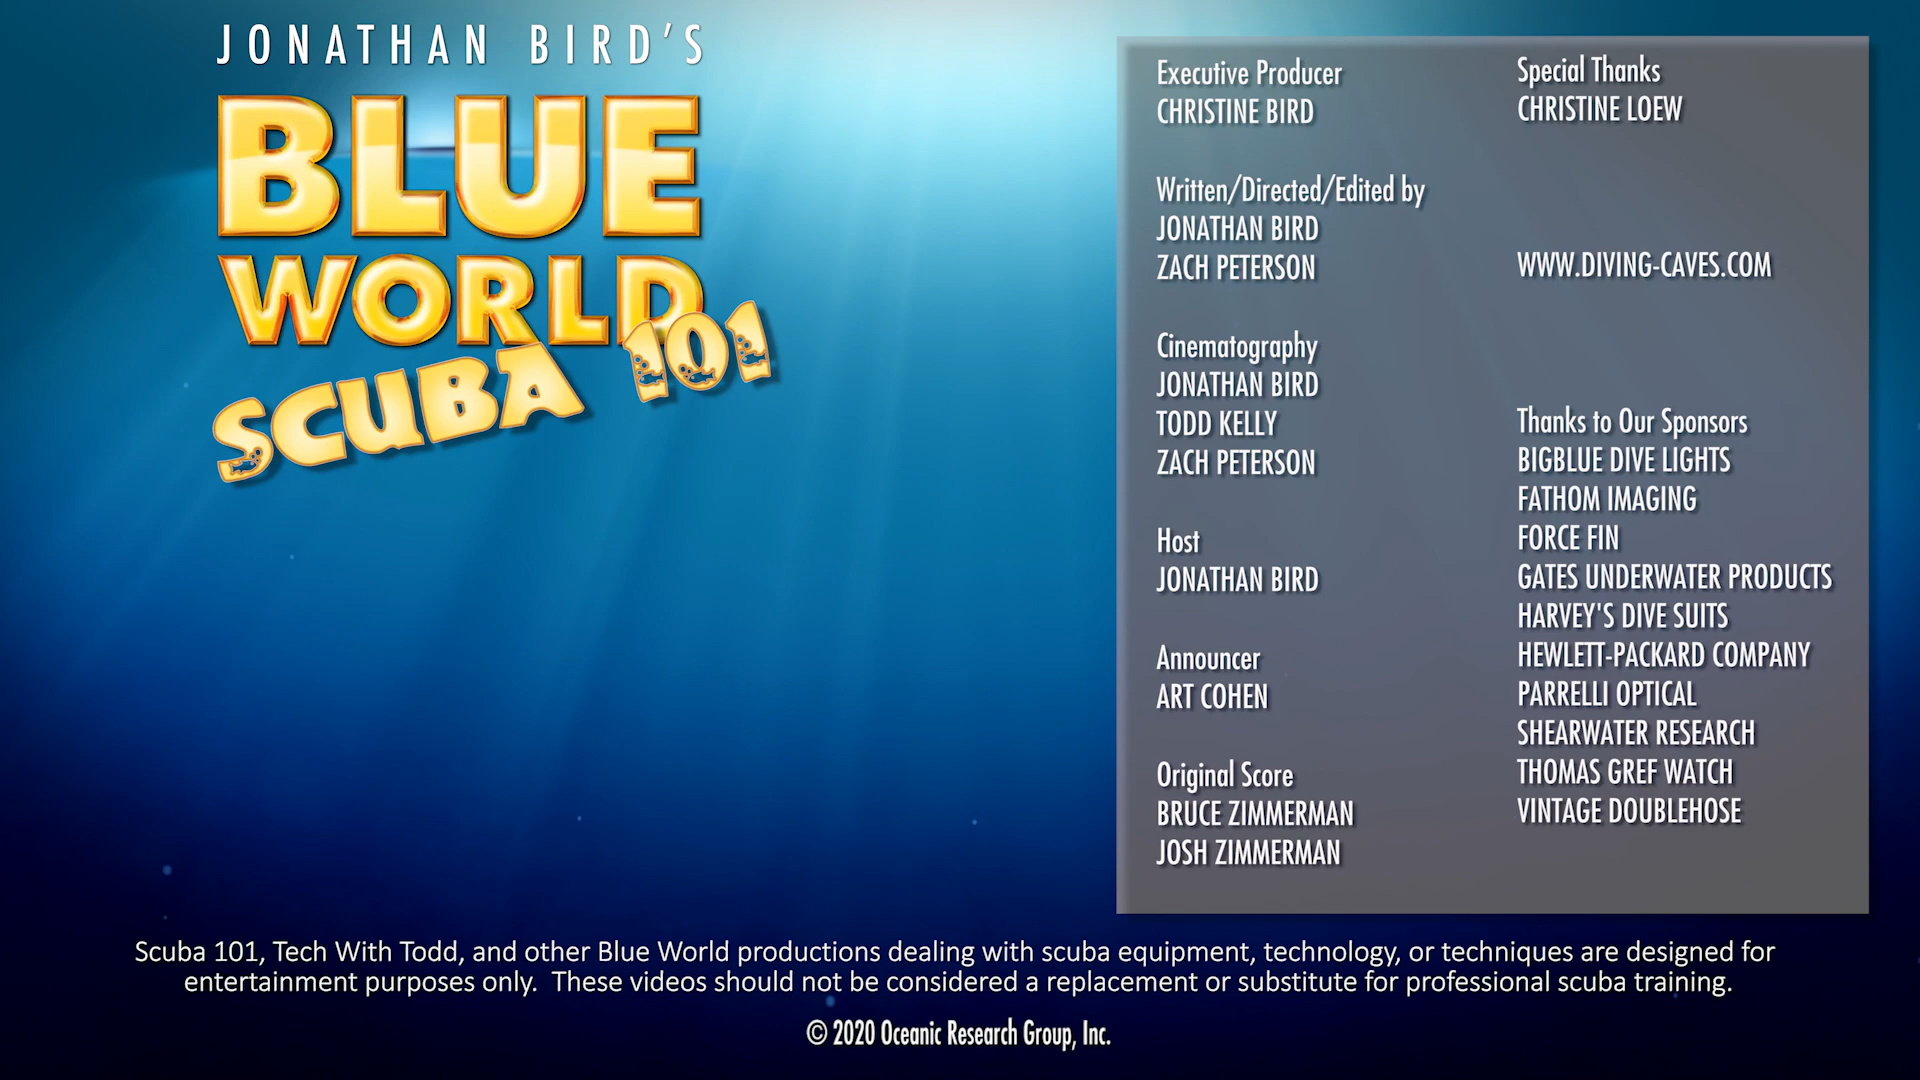 JONATHAN BIRD'S
BLUE
WORLD
SCUBA 101
Executive Producer
CHRISTINE BIRD
Written/Directed/Edited by
JONATHAN BIRD
ZACH PETERSON
Cinematography
JONATHAN BIRD
TODD KELLY
ZACH PETERSON
Host
JONATHAN BIRD
Announcer
ART COHEN
Original Score
BRUCE ZIMMERMAN
JOSH ZIMMERMAN
Special Thanks
CHRISTINE LOEW
WWW.DIVING-CAVES.COM
Thanks to Our Sponsors
BIGBLUE DIVE LIGHTS
FATHOM IMAGING
FORCE FIN
GATES UNDERWATER PRODUCTS
HARVEY'S DIVE SUITS
HEWLETT-PACKARD COMPANY
PARRELLI OPTICAL
SHEARWATER RESEARCH
THOMAS GREF WATCH
VINTAGE DOUBLEHOSE
Scuba 101, Tech With Todd, and other Blue World productions dealing with scuba equipment, technology, or techniques are designed for
entertainment purposes only.  These videos should not be considered a replacement or substitute for professional scuba training.
© 2020 Oceanic Research Group, Inc.